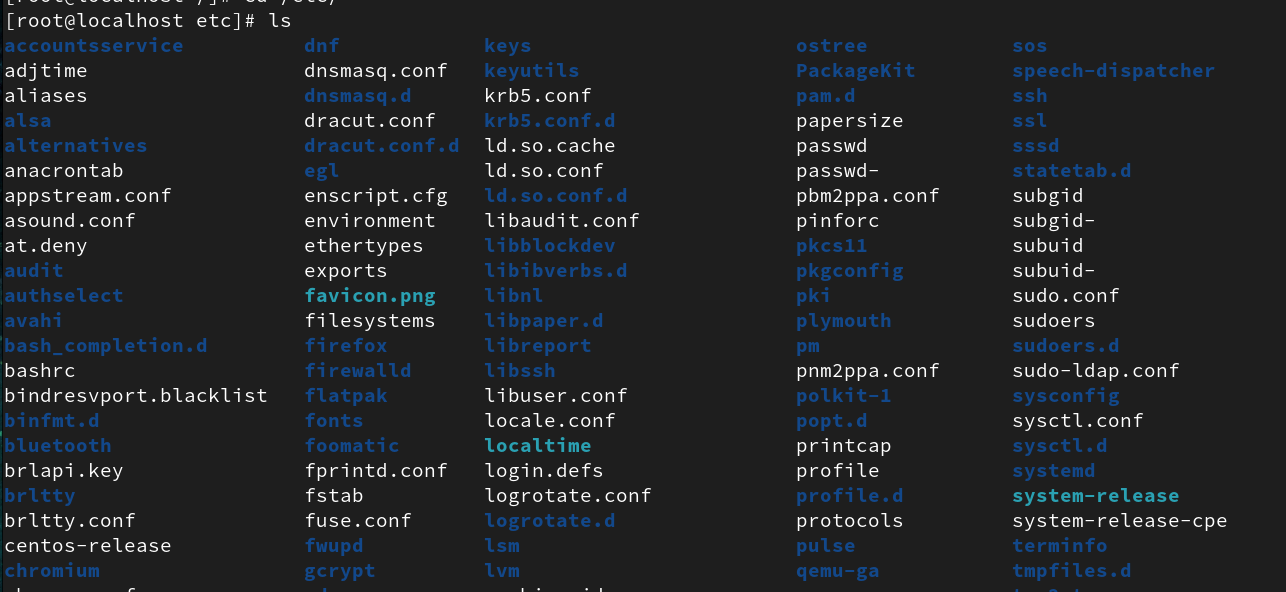 [root@localhost etc]# ls
accountsservice dnf keys ostree sos
adjtime dnsmasq.conf keyutils PackageKit speech-dispatcher
aliases dnsmasq.d krb5.conf pam.d ssh
alsa dracut.conf krb5.conf.d papersize ssl
alternatives dracut.conf.d ld.so.cache passwd sssd
anacrontab egl ld.so.conf passwd- statetab.d
appstream.conf enscript.cfg ld.so.conf.d pbm2ppa.conf subgid
asound.conf environment libaudit.conf pinforc subgid-
at.deny ethertypes libblockdev pkcs11 subuid
audit exports libibverbs.d pkgconfig subuid-
authselect favicon.png libnl pki sudo.conf
avahi filesystems libpaper.d plymouth sudoers
bash_completion.d firefox libreport pm sudoers.d
bashrc firewalld libssh pnm2ppa.conf sudo-ldap.conf
bindresvport.blacklist flatpak libuser.conf polkit-1 sysconfig
binfmt.d fonts locale.conf popt.d sysctl.conf
bluetooth foomatic localtime printcap sysctl.d
brlapi.key fprintd.conf login.defs profile systemd
brltty fstab logrotate.conf profile.d system-release
brltty.conf fuse.conf logrotate.d protocols system-release-cpe
centos-release fwupd lsm pulse terminfo
chromium gcrypt lvm qemu-ga tmpfiles.d